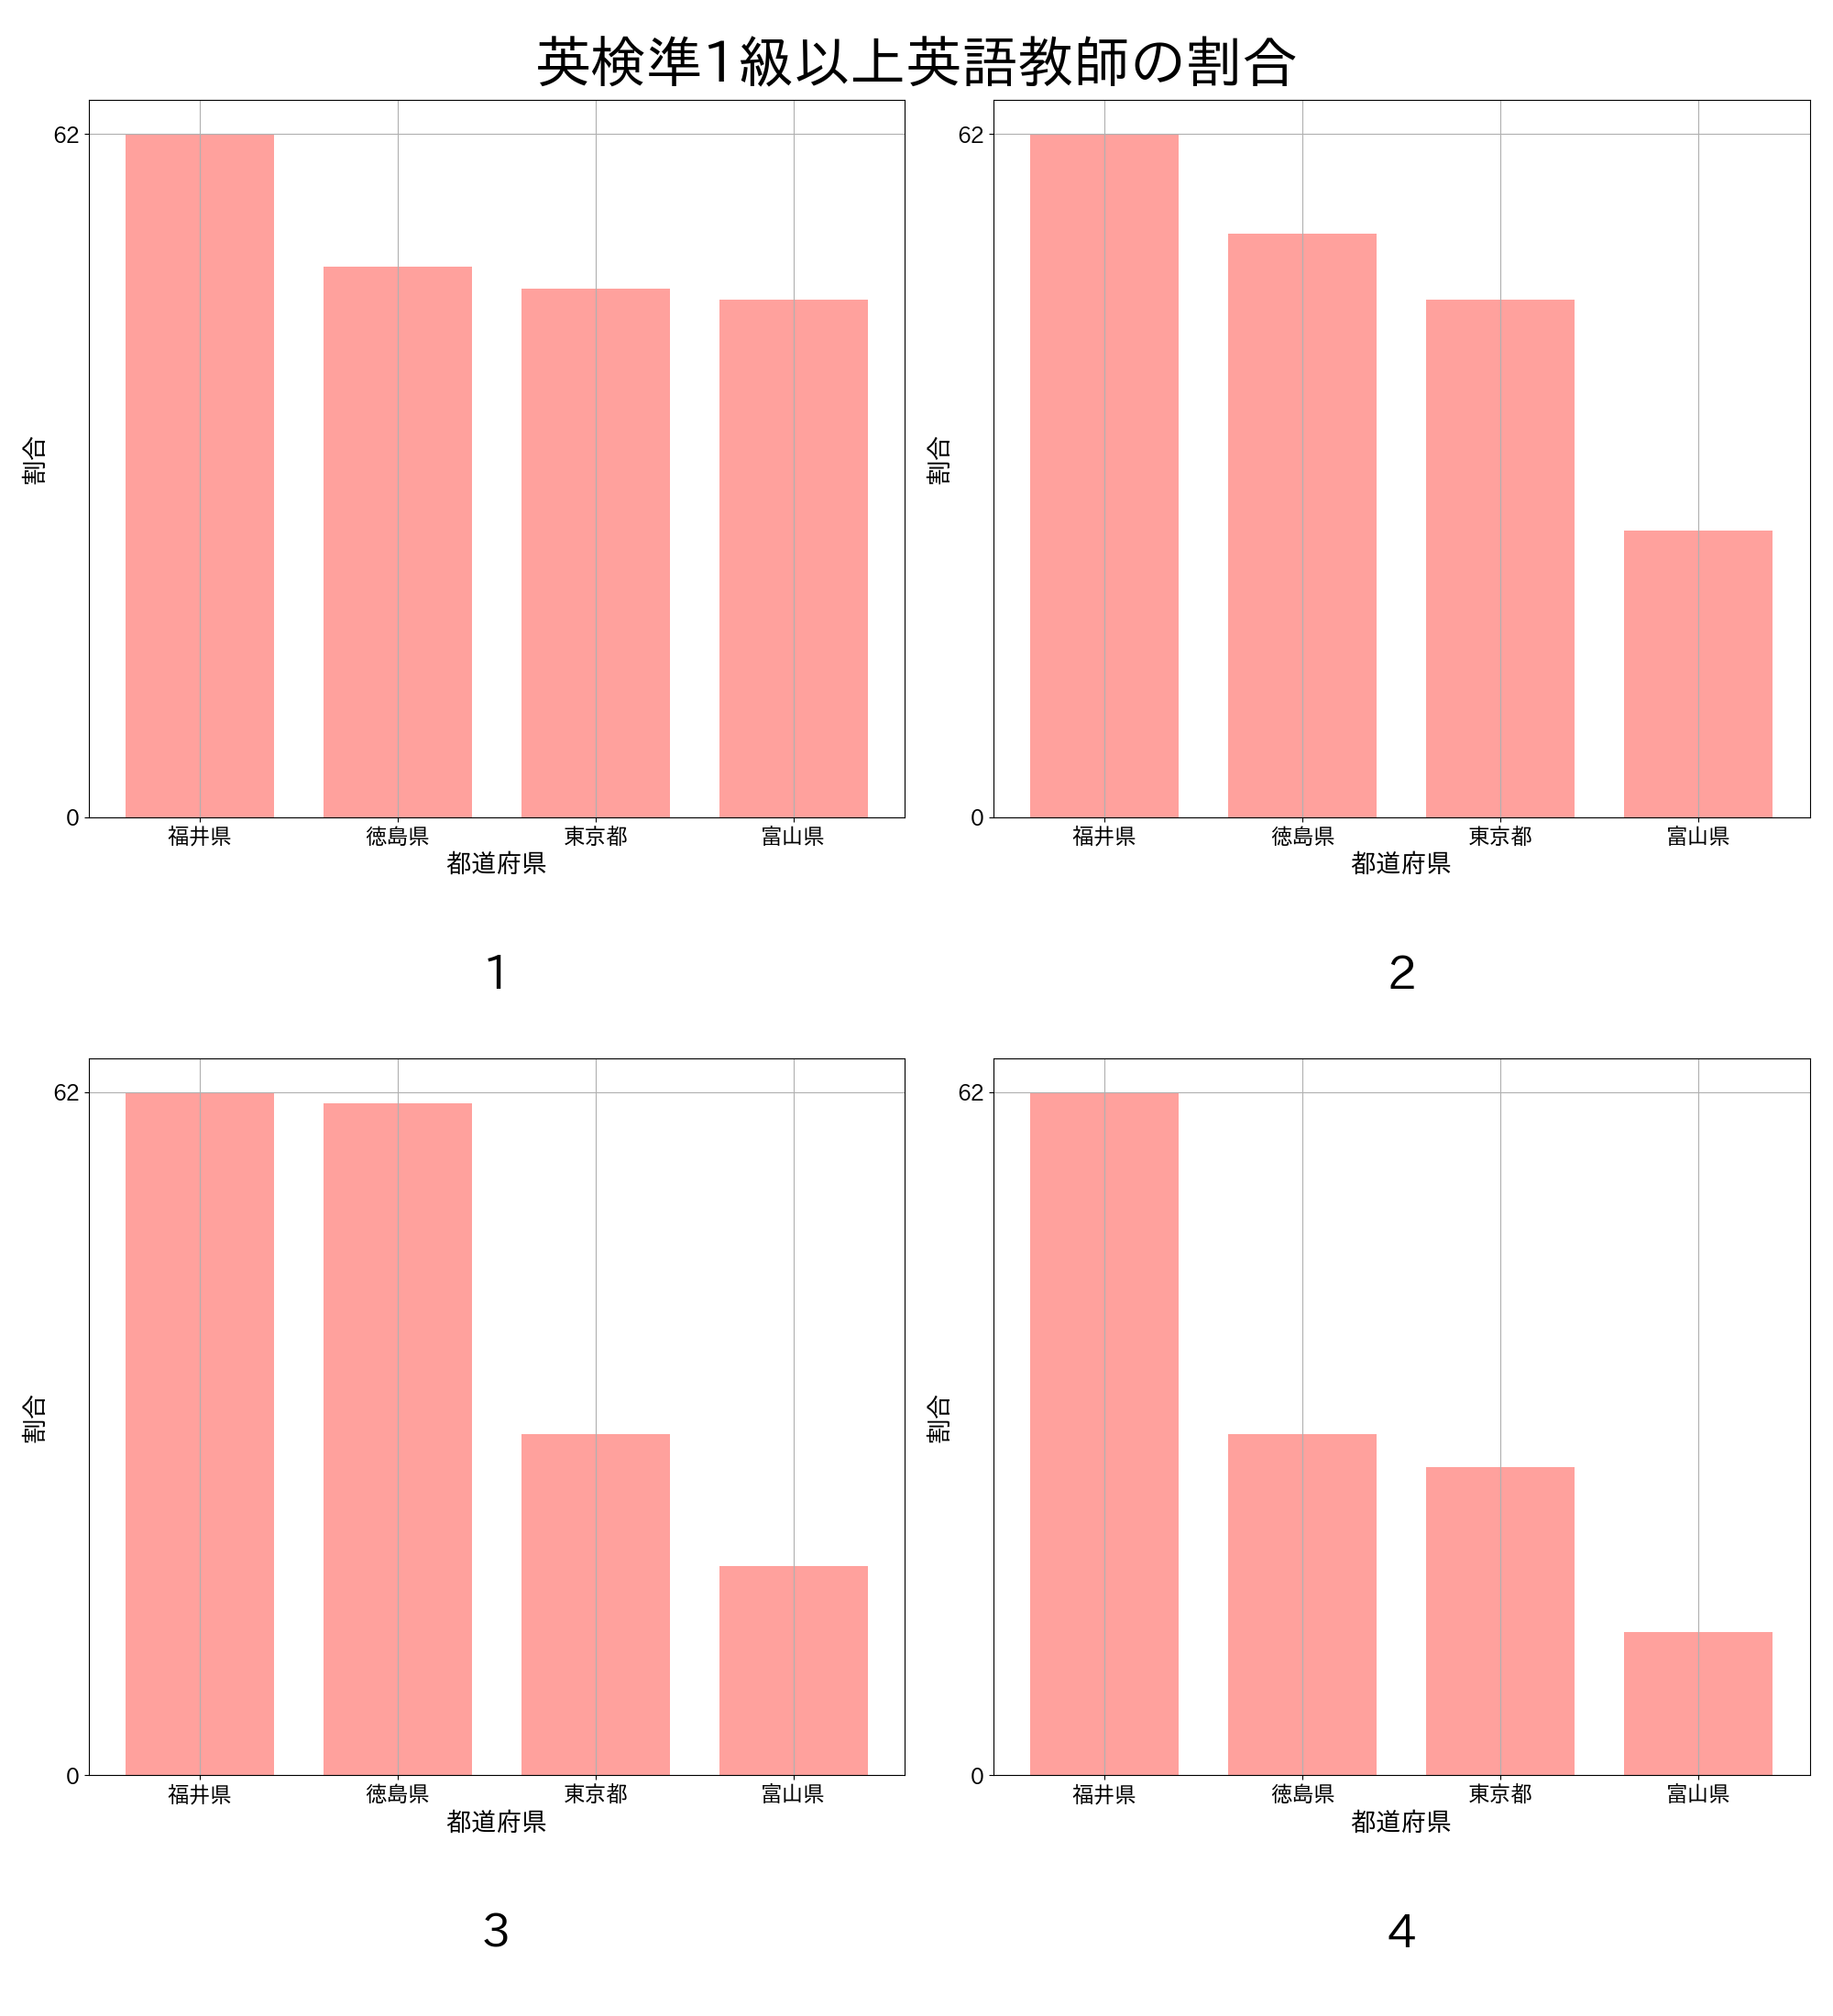 英検準1級以上英語教師の割合
62
0
割合
福井県 徳島県 東京都 富山県
都道府県
1
62
0
割合
福井県 徳島県 東京都 富山県
都道府県
2
62
0
割合
福井県 徳島県 東京都 富山県
都道府県
3
62
0
割合
福井県 徳島県 東京都 富山県
都道府県
4